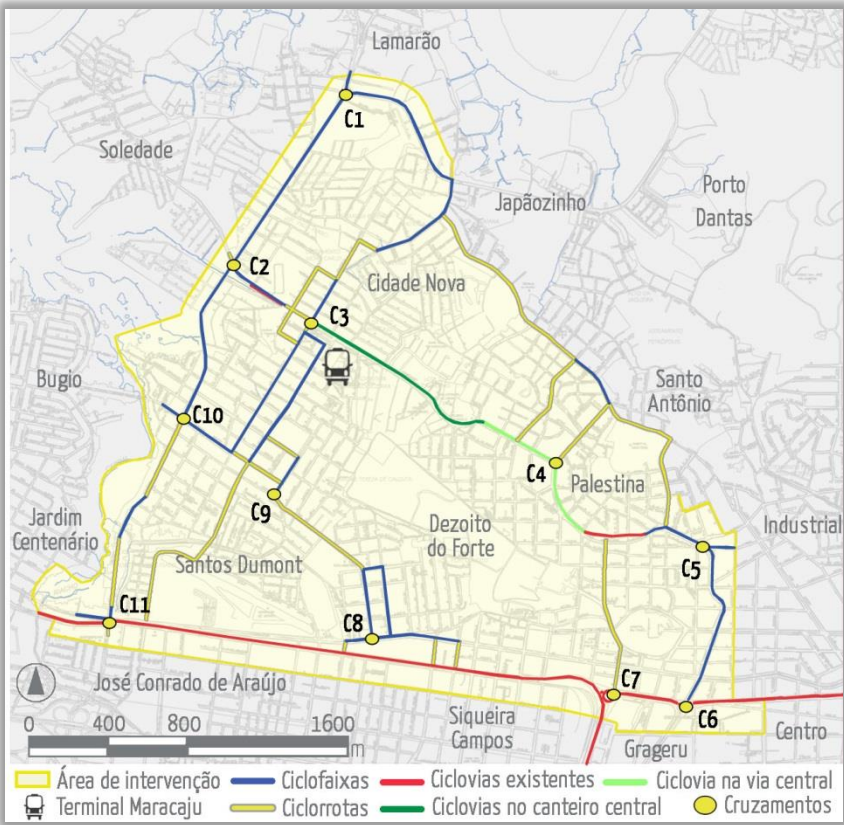 Lamarão
C1
Soledade
Japãozinho
Porto
Dantas
C2
Cidade Nova
C3
Bugio
Santo
Antônio
C10
C4
Palestina
C9
Jardim
Centenário
Dezoito
do Forte
Industrial
C5
Santos Dumont
C11
C8
José Conrado de Araújo
C7
C6
Siqueira
Campos
Grageru
Centro
0 400 800 1600
m
Área de intervenção Ciclofaixas Ciclovias existentes Ciclovia na via central
Terminal Maracaju Ciclorrotas Ciclovias no canteiro central Cruzamentos